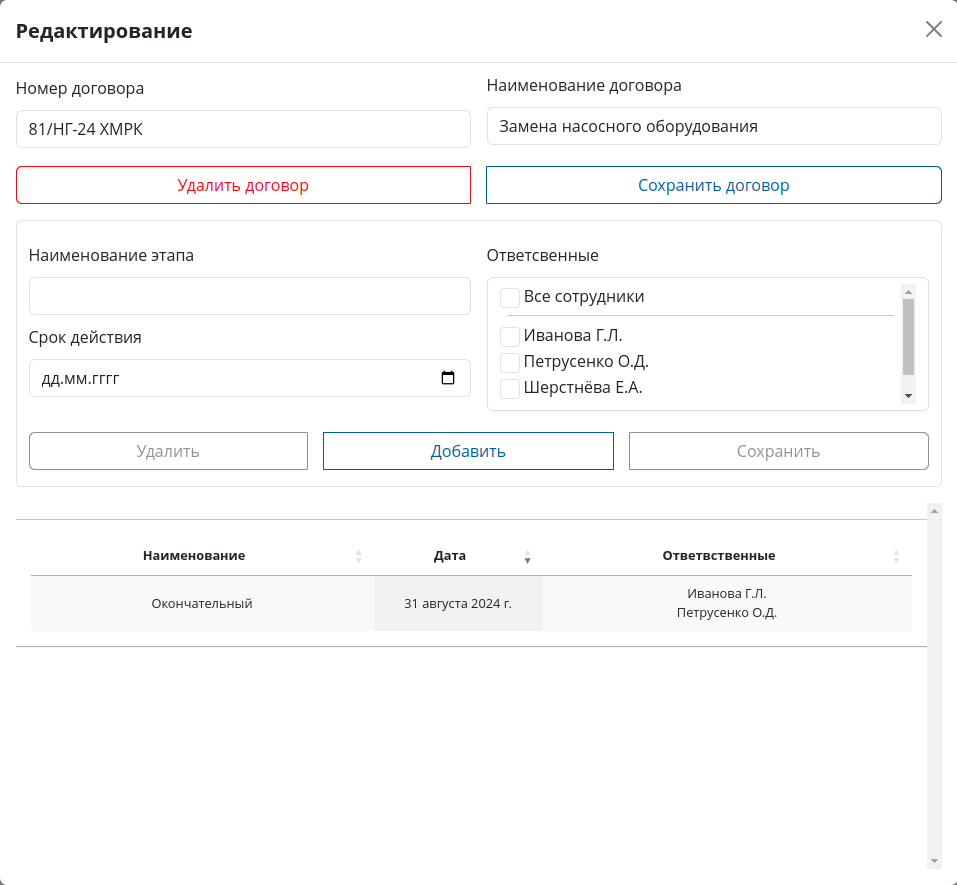 Редактирование
Номер договора
Наименование договора
81/НГ-24 ХМРК
Замена насосного оборудования
Удалить договор
Сохранить договор
Наименование этапа
Ответсвенные
Все сотрудники
Срок действия
Иванова Г.Л.
Петрусенко О.Д.
дд.мм.гггг
Шерстнёва Е.А.
Удалить
Добавить
Сохранить
Наименование
Дата
Ответвственные
Окончательный
31 августа 2024 г.
Иванова Г.Л.
Петрусенко О.Д.